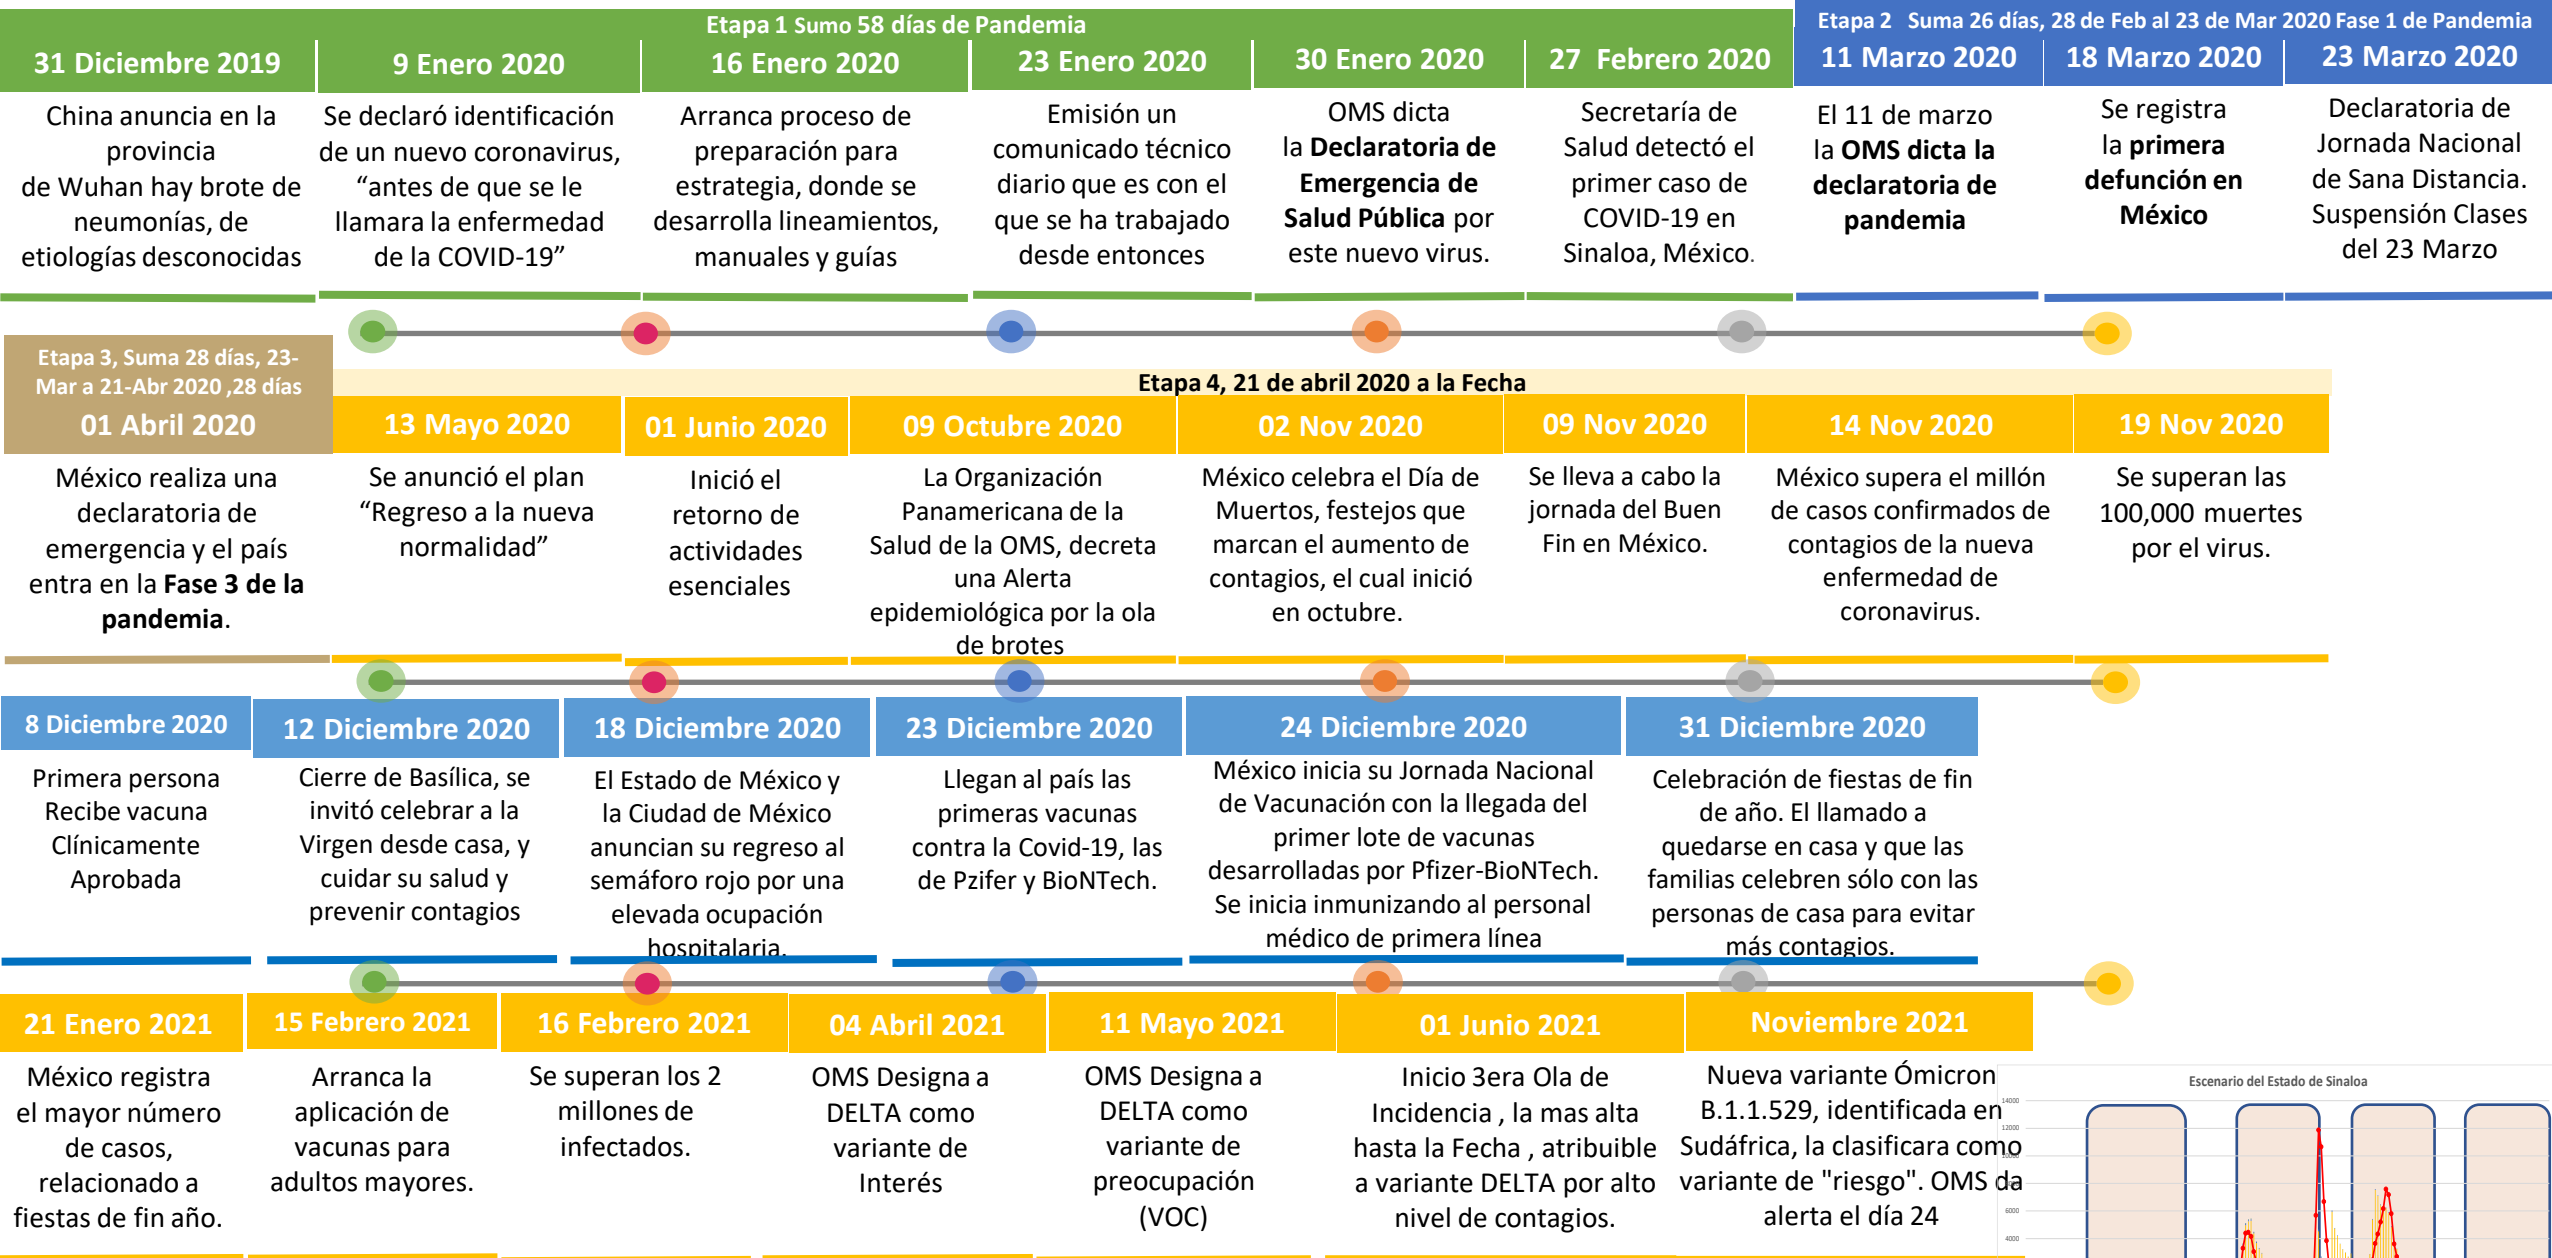 Etapa 1 Sumo 58 días de Pandemia
Etapa 2 Suma 26 días, 28 de Feb al 23 de Mar 2020 Fase 1 de Pandemia
31 Diciembre 2019
China anuncia en la
provincia
de Wuhan hay brote de
neumonías, de
etiologías desconocidas
9 Enero 2020
Se declaró identificación
de un nuevo coronavirus,
“antes de que se le
llamara la enfermedad
de la COVID-19”
16 Enero 2020
Arranca proceso de
preparación para
estrategia, donde se
desarrolla lineamientos,
manuales y guías
23 Enero 2020
Emisión un
comunicado técnico
diario que es con el
que se ha trabajado
desde entonces
30 Enero 2020
OMS dicta
la Declaratoria de
Emergencia de
Salud Pública por
este nuevo virus.
27 Febrero 2020
Secretaría de
Salud detectó el
primer caso de
COVID-19 en
Sinaloa, México.
11 Marzo 2020
El 11 de marzo
la OMS dicta la
declaratoria de
pandemia
18 Marzo 2020
Se registra
la primera
defunción en
México
23 Marzo 2020
Declaratoria de
Jornada Nacional
de Sana Distancia.
Suspensión Clases
del 23 Marzo
Etapa 3, Suma 28 días, 23-
Mar a 21-Abr 2020 ,28 días
01 Abril 2020
México realiza una
declaratoria de
emergencia y el país
entra en la Fase 3 de la
pandemia.
Etapa 4, 21 de abril 2020 a la Fecha
13 Mayo 2020
Se anunció el plan
“Regreso a la nueva
normalidad”
01 Junio 2020
Inició el
retorno de
actividades
esenciales
09 Octubre 2020
La Organización
Panamericana de la
Salud de la OMS, decreta
una Alerta
epidemiológica por la ola
de brotes
02 Nov 2020
México celebra el Día de
Muertos, festejos que
marcan el aumento de
contagios, el cual inició
en octubre.
09 Nov 2020
Se lleva a cabo la
jornada del Buen
Fin en México.
14 Nov 2020
México supera el millón
de casos confirmados de
contagios de la nueva
enfermedad de
coronavirus.
19 Nov 2020
Se superan las
100,000 muertes
por el virus.
8 Diciembre 2020
Primera persona
Recibe vacuna
Clínicamente
Aprobada
12 Diciembre 2020
Cierre de Basílica, se
invitó celebrar a la
Virgen desde casa, y
cuidar su salud y
prevenir contagios
18 Diciembre 2020
El Estado de México y
la Ciudad de México
anuncian su regreso al
semáforo rojo por una
elevada ocupación
hospitalaria.
23 Diciembre 2020
Llegan al país las
primeras vacunas
contra la Covid-19, las
de Pzifer y BioNTech.
24 Diciembre 2020
México inicia su Jornada Nacional
de Vacunación con la llegada del
primer lote de vacunas
desarrolladas por Pfizer-BioNTech.
Se inicia inmunizando al personal
médico de primera línea
31 Diciembre 2020
Celebración de fiestas de fin
de año. El llamado a
quedarse en casa y que las
familias celebren sólo con las
personas de casa para evitar
más contagios.
21 Enero 2021
México registra
el mayor número
de casos,
relacionado a
fiestas de fin año.
15 Febrero 2021
Arranca la
aplicación de
vacunas para
adultos mayores.
16 Febrero 2021
Se superan los 2
millones de
infectados.
04 Abril 2021
OMS Designa a
DELTA como
variante de
Interés
11 Mayo 2021
OMS Designa a
DELTA como
variante de
preocupación
(VOC)
01 Junio 2021
Inicio 3era Ola de
Incidencia , la mas alta
hasta la Fecha , atribuible
a variante DELTA por alto
nivel de contagios.
Noviembre 2021
Nueva variante Ómicron
B.1.1.529, identificada en
Sudáfrica, la clasificara como
variante de "riesgo". OMS da
alerta el día 24
Escenario del Estado de Sinaloa
14000
12000
6000
4000